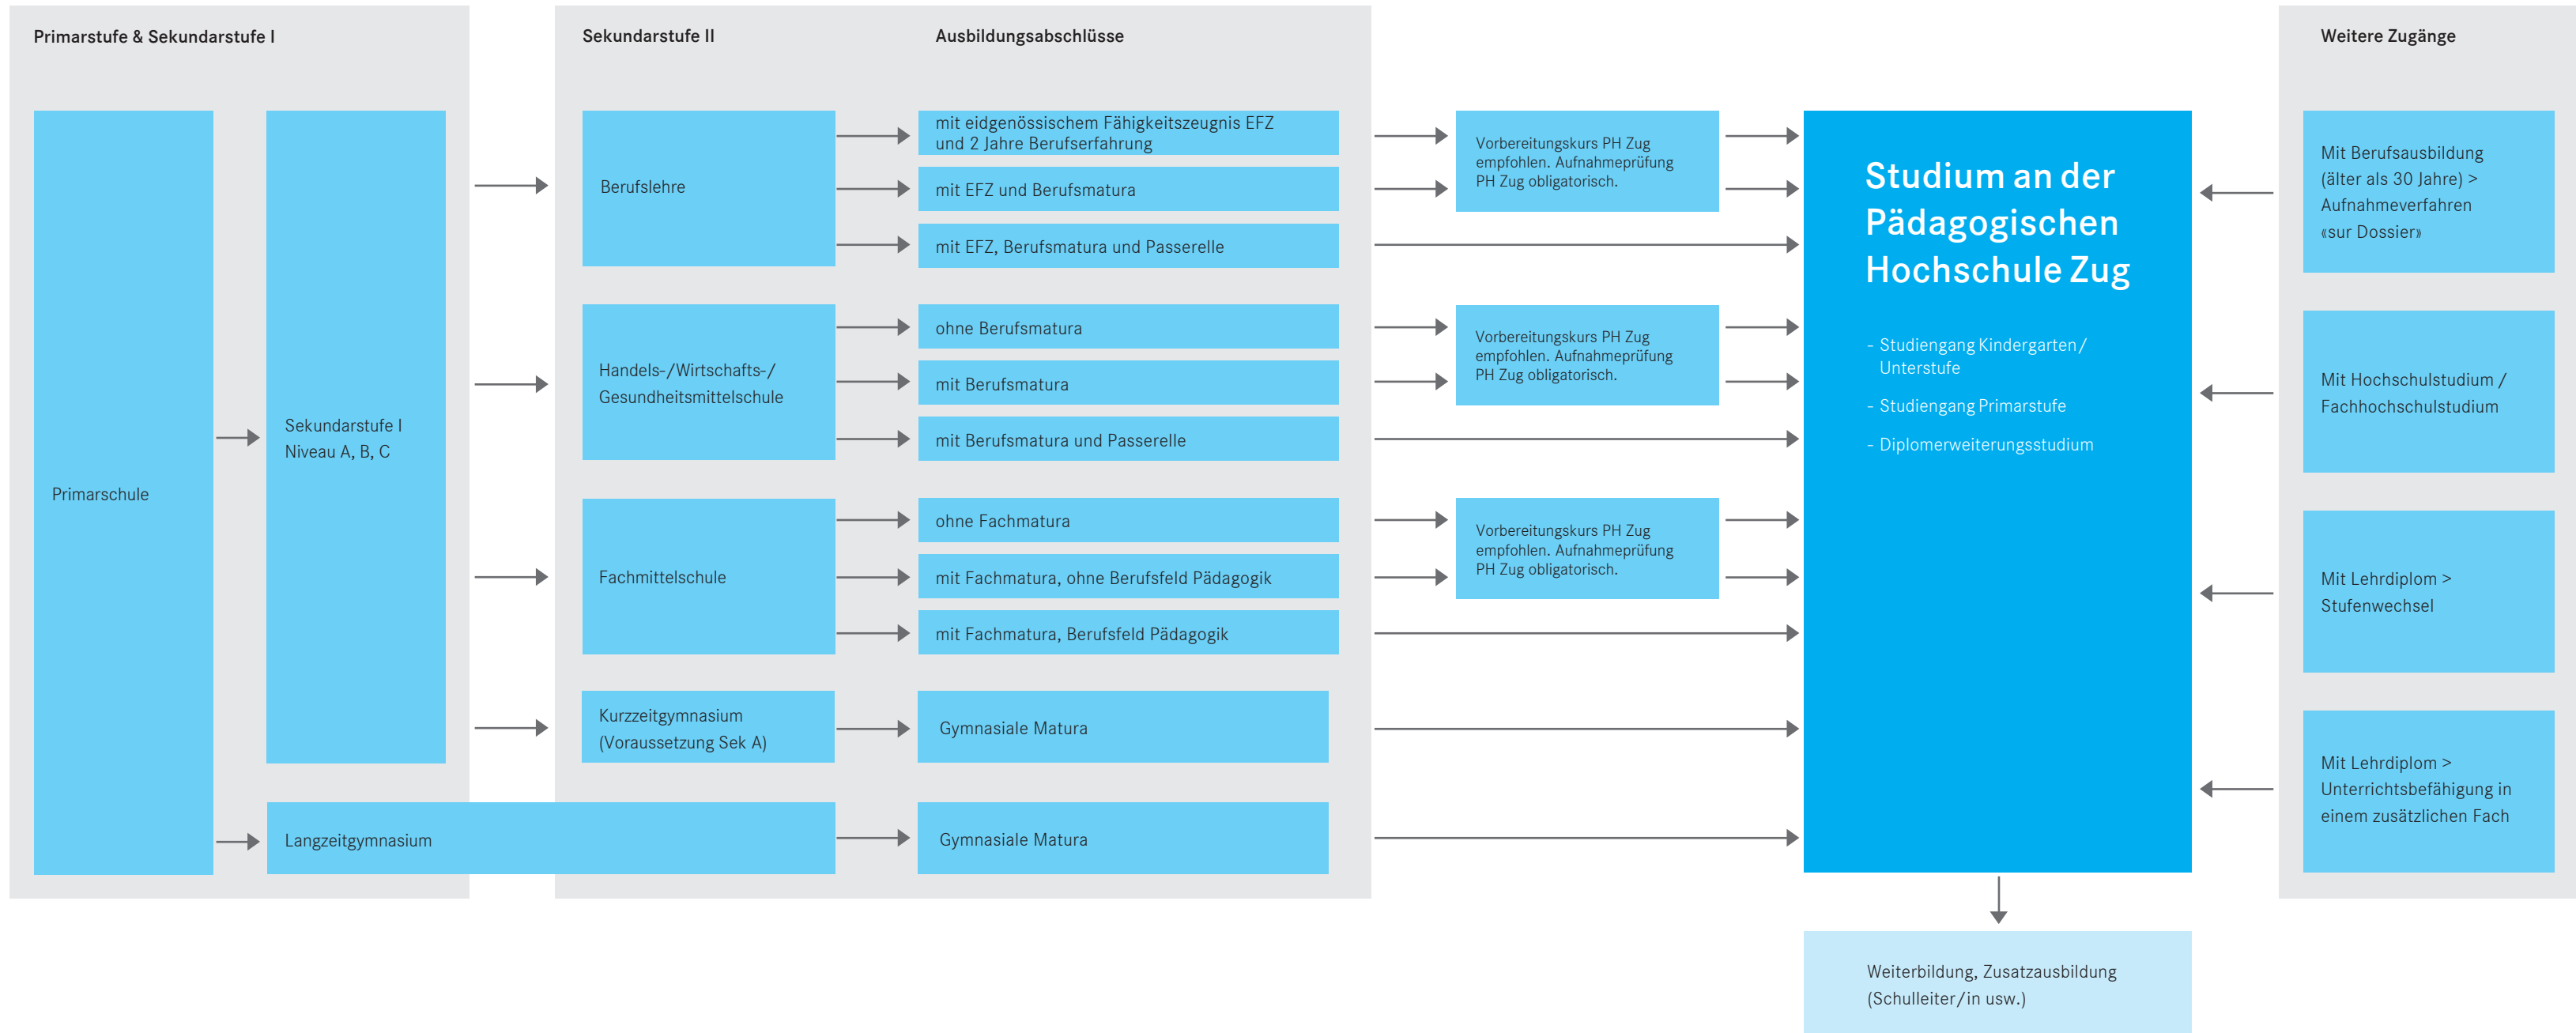 Primarstufe & Sekundarstufe I
Primarschule
Sekundarstufe I
Niveau A, B, C
Langzeitgymnasium
Sekundarstufe II
Ausbildungsabschlüsse
Berufslehre
mit eidgenössischem Fähigkeitszeugnis EFZ
und 2 Jahre Berufserfahrung
mit EFZ und Berufsmatura
mit EFZ, Berufsmatura und Passerelle
Vorbereitungskurs PH Zug
empfohlen. Aufnahmeprüfung
PH Zug obligatorisch.
Handels-/Wirtschafts-/
Gesundheitsmittelschule
ohne Berufsmatura
mit Berufsmatura
mit Berufsmatura und Passerelle
Vorbereitungskurs PH Zug
empfohlen. Aufnahmeprüfung
PH Zug obligatorisch.
Fachmittelschule
ohne Fachmatura
mit Fachmatura, ohne Berufsfeld Pädagogik
mit Fachmatura, Berufsfeld Pädagogik
Vorbereitungskurs PH Zug
empfohlen. Aufnahmeprüfung
PH Zug obligatorisch.
Kurzzeitgymnasium
(Voraussetzung Sek A)
Gymnasiale Matura
Gymnasiale Matura
Studium an der
Pädagogischen
Hochschule Zug
- Studiengang Kindergarten/
Unterstufe
- Studiengang Primarstufe
- Diplomerweiterungsstudium
Weiterbildung, Zusatzausbildung
(Schulleiter/in usw.)
Weitere Zugänge
Mit Berufsausbildung
(älter als 30 Jahre) >
Aufnahmeverfahren
«sur Dossier»
Mit Hochschulstudium /
Fachhochschulstudium
Mit Lehrdiplom >
Stufenwechsel
Mit Lehrdiplom >
Unterrichtsbefähigung in
einem zusätzlichen Fach